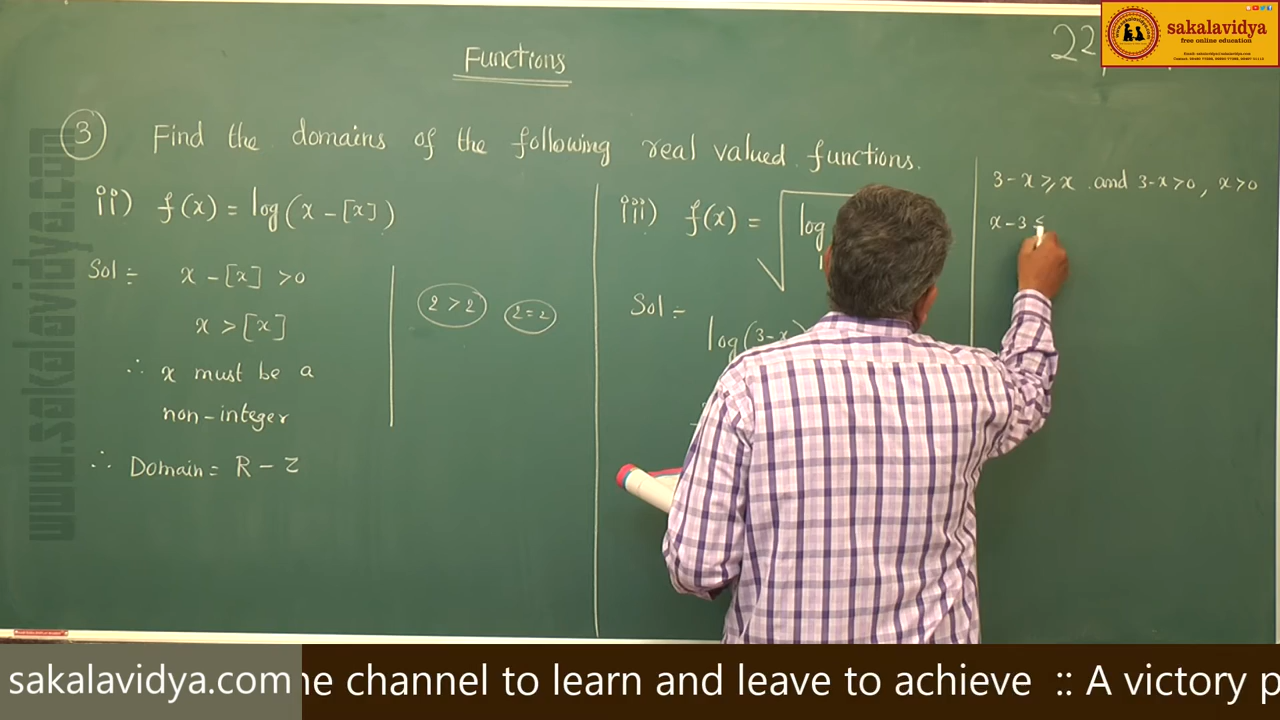 sakalavidya
free online education
22
Functions
3 Find the domains of the following real valued functions.
ii) f(x) = log(x - [x])
Sol :- x - [x] > 0
x > [x]
∴ x must be a
non-integer
∴ Domain = R - Z
2 > 2
2 = 2
iii) f(x) = √ log
Sol :-
log(3-x)
3-x ≥ x and 3-x > 0, x > 0
x - 3 ≤
www.sakalavidya.com
sakalavidya.com
he channel to learn and leave to achieve :: A victory p